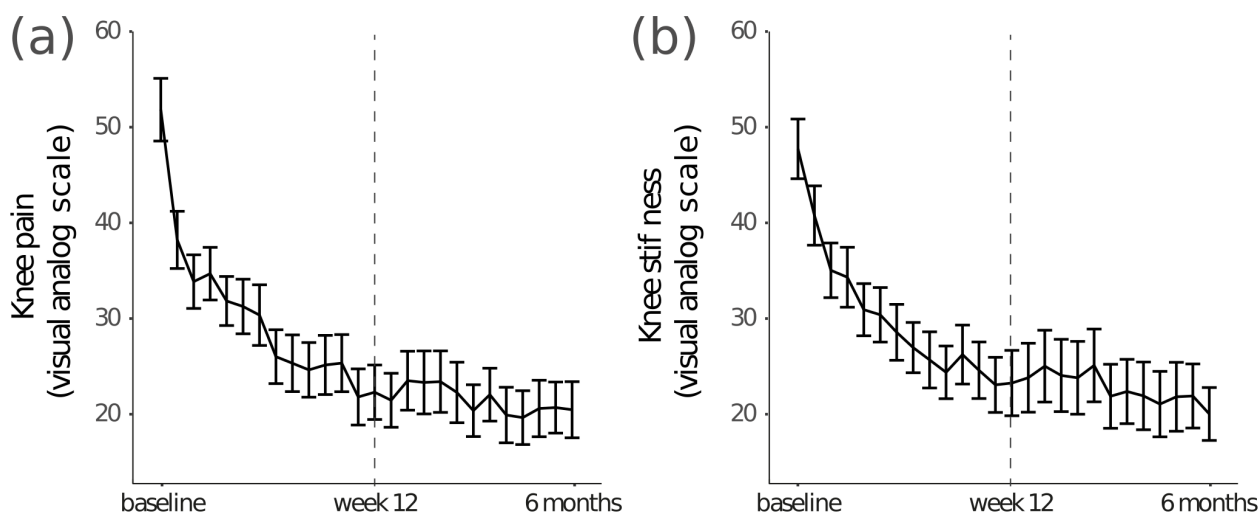 (a)
60
50
40
30
20
Knee pain
(visual analog scale)
baseline
week 12
6 months
(b)
60
50
40
30
20
Knee stif ness
(visual analog scale)
baseline
week 12
6 months